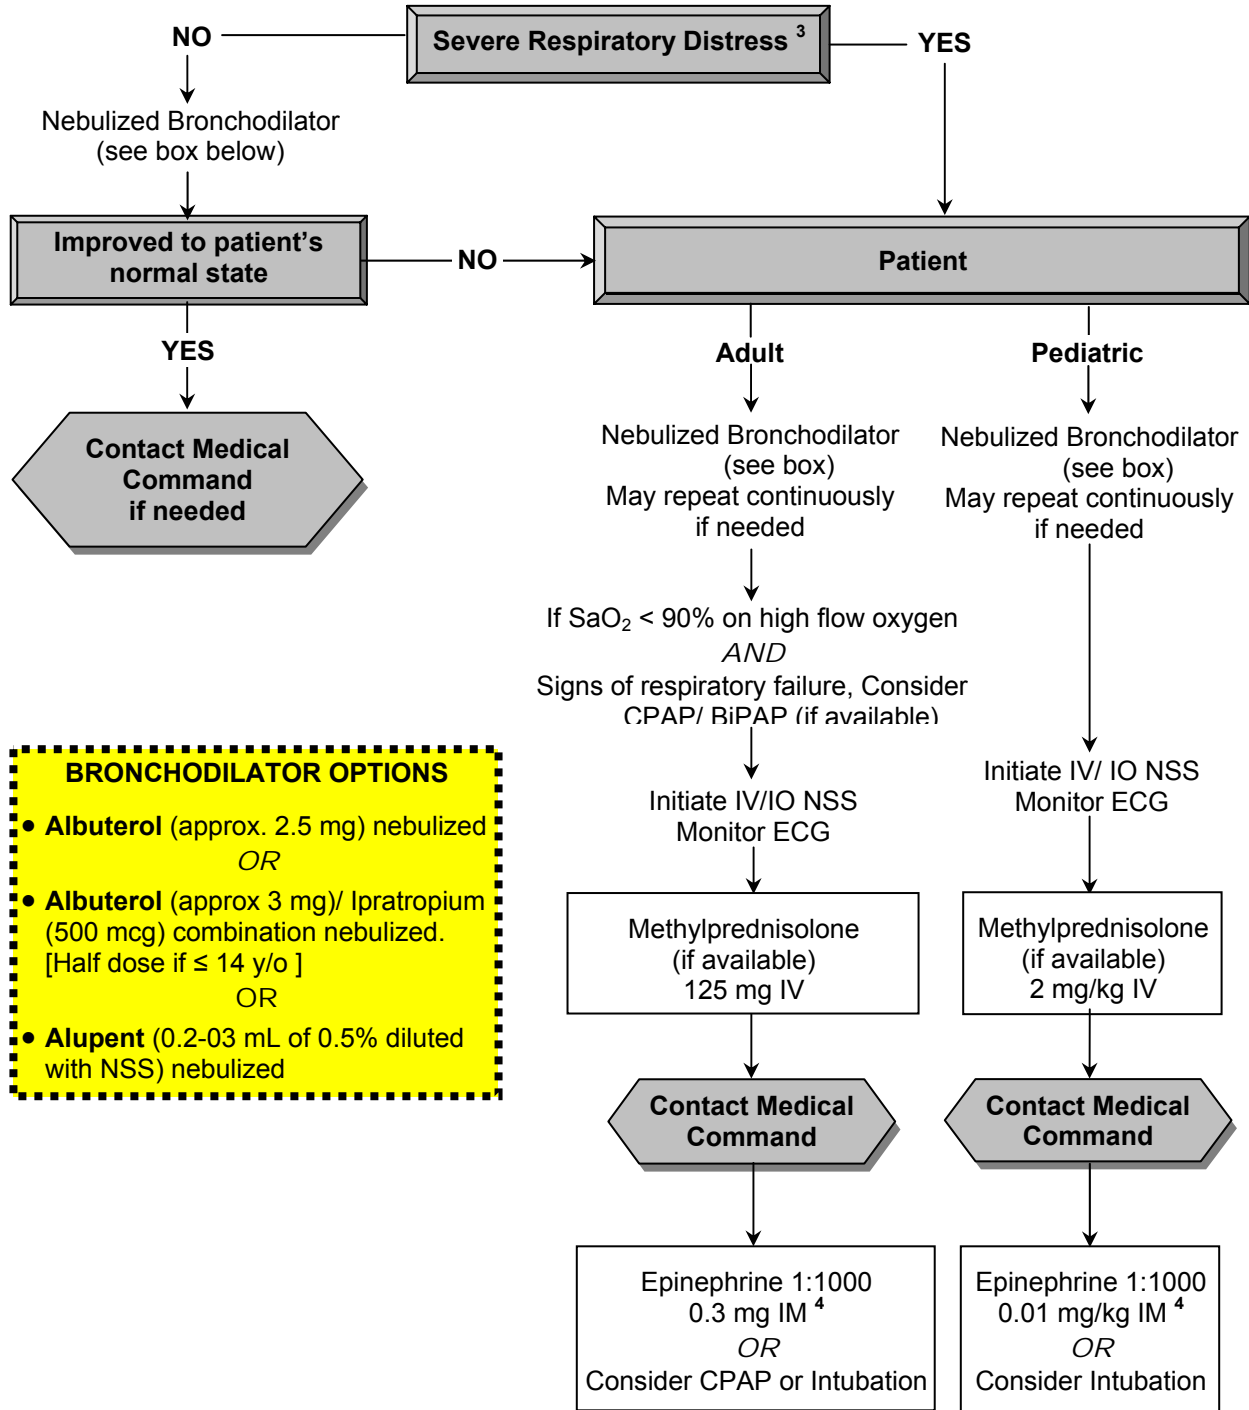 Severe Respiratory Distress 3
NO
YES
Nebulized Bronchodilator
(see box below)
Improved to patient's
normal state
NO
Patient
YES
Contact Medical
Command
if needed
Adult
Nebulized Bronchodilator
(see box)
May repeat continuously
if needed
If SaO2 < 90% on high flow oxygen
AND
Signs of respiratory failure, Consider
CPAP/ BiPAP (if available)
Initiate IV/IO NSS
Monitor ECG
Methylprednisolone
(if available)
125 mg IV
Contact Medical
Command
Epinephrine 1:1000
0.3 mg IM 4
OR
Consider CPAP or Intubation
Pediatric
Nebulized Bronchodilator
(see box)
May repeat continuously
if needed
Initiate IV/ IO NSS
Monitor ECG
Methylprednisolone
(if available)
2 mg/kg IV
Contact Medical
Command
Epinephrine 1:1000
0.01 mg/kg IM 4
OR
Consider Intubation
BRONCHODILATOR OPTIONS
• Albuterol (approx. 2.5 mg) nebulized
OR
• Albuterol (approx 3 mg)/ Ipratropium
(500 mcg) combination nebulized.
[Half dose if ≤ 14 y/o ]
OR
• Alupent (0.2-03 mL of 0.5% diluted
with NSS) nebulized